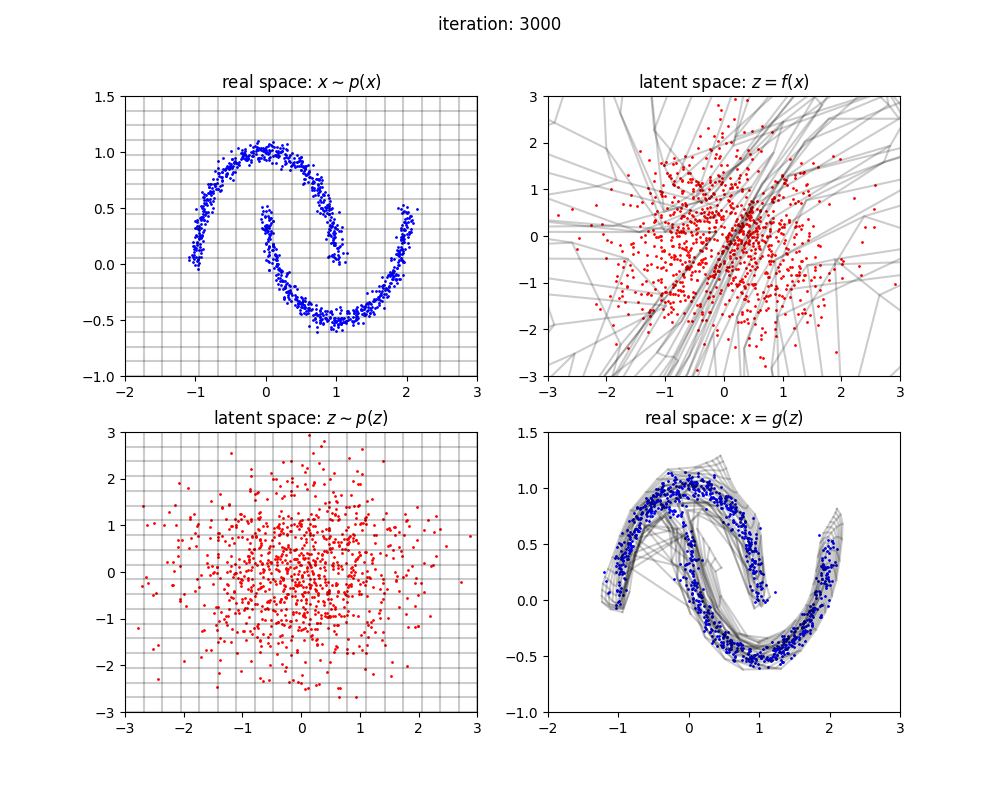 iteration: 3000
real space: x ~ p(x)
latent space: z = f(x)
1.5
1.0
0.5
0.0
−0.5
−1.0
−2 −1 0 1 2 3
3
2
1
0
−1
−2
−3
−3 −2 −1 0 1 2 3
latent space: z ~ p(z)
real space: x = g(z)
3
2
1
0
−1
−2
−3
−3 −2 −1 0 1 2 3
1.5
1.0
0.5
0.0
−0.5
−1.0
−2 −1 0 1 2 3